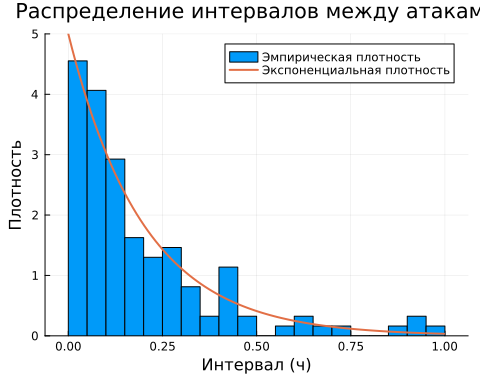 Распределение интервалов между атакам
Эмпирическая плотность
Экспоненциальная плотность
Плотность
5
4
3
2
1
0
0.00 0.25 0.50 0.75 1.00
Интервал (ч)